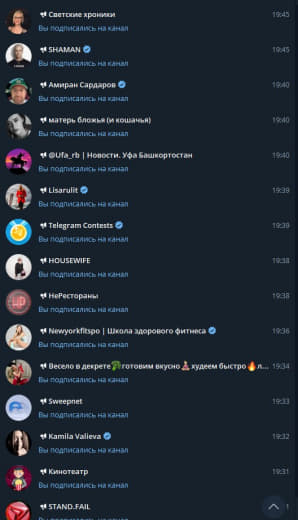 Светские хроники 19:45
Вы подписались на канал
SHAMAN 19:45
Вы подписались на канал
Амиран Сардаров 19:40
Вы подписались на канал
матерь бложья (и кошачья) 19:40
Вы подписались на канал
@Ufa_rb | Новости. Уфа Башкортостан 19:40
Вы подписались на канал
Lisarulit 19:39
Вы подписались на канал
Telegram Contests 19:39
Вы подписались на канал
HOUSEWIFE 19:38
Вы подписались на канал
НР
НеРестораны 19:38
Вы подписались на канал
Newyorkfitspo | Школа здорового фитнеса 19:36
Вы подписались на канал
Весело в декрете🌴готовим вкусно🏃худеем быстро🔥л... 19:34
Вы подписались на канал
Sweepnet 19:33
Вы подписались на канал
Kamila Valieva 19:32
Вы подписались на канал
Кинотеатр 19:31
Вы подписались на канал
STAND.FAIL
Вы подписались на канал